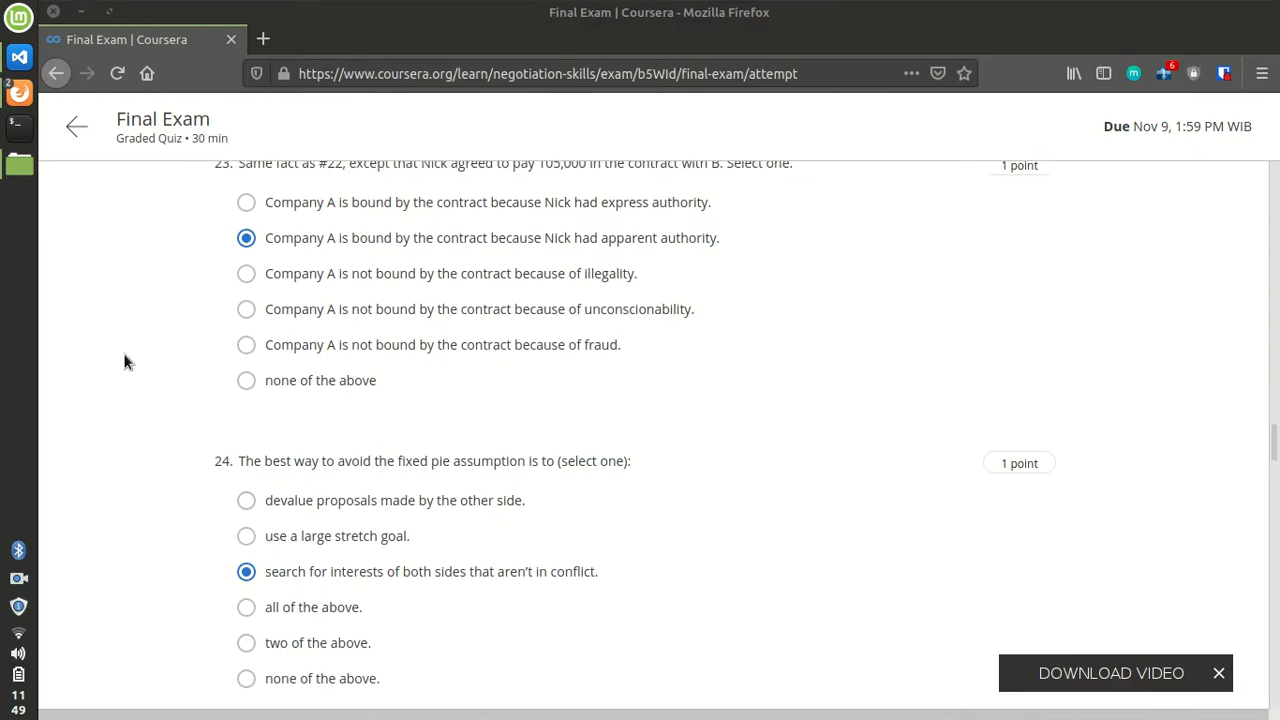 Final Exam | Coursera - Mozilla Firefox
Final Exam | Coursera
https://www.coursera.org/learn/negotiation-skills/exam/b5WId/final-exam/attempt
6
2
Final Exam
Graded Quiz • 30 min
Due Nov 9, 1:59 PM WIB
23. Same fact as #22, except that Nick agreed to pay 105,000 in the contract with B. Select one.
1 point
Company A is bound by the contract because Nick had express authority.
Company A is bound by the contract because Nick had apparent authority.
Company A is not bound by the contract because of illegality.
Company A is not bound by the contract because of unconscionability.
Company A is not bound by the contract because of fraud.
none of the above
24. The best way to avoid the fixed pie assumption is to (select one):
1 point
devalue proposals made by the other side.
use a large stretch goal.
search for interests of both sides that aren't in conflict.
all of the above.
two of the above.
none of the above.
DOWNLOAD VIDEO
11
49